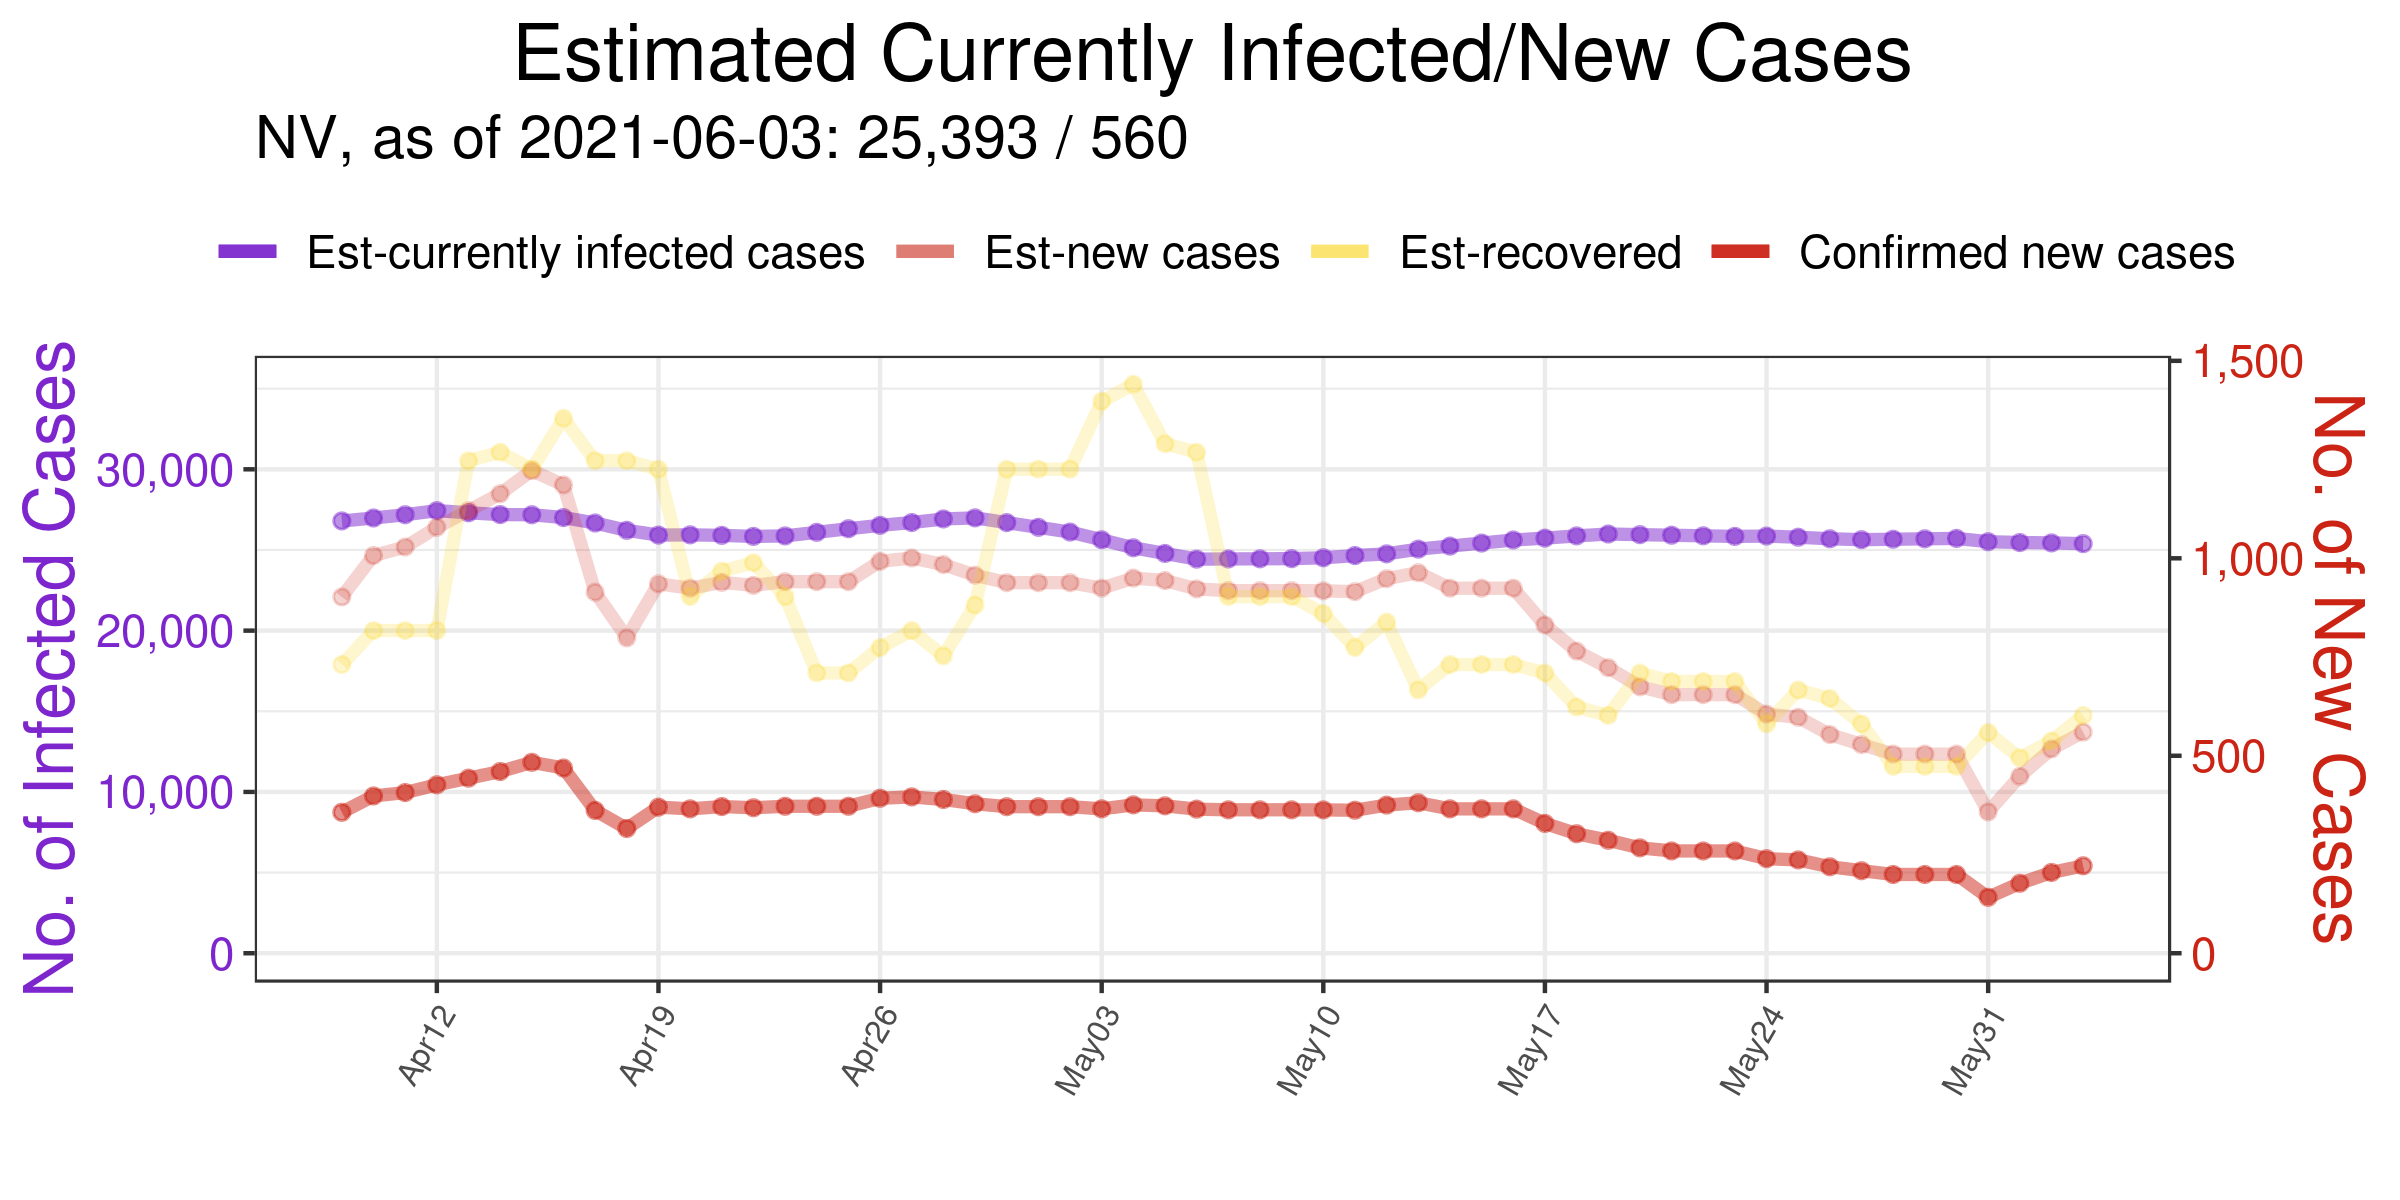 Estimated Currently Infected/New Cases
NV, as of 2021-06-03: 25,393 / 560
Est-currently infected cases Est-new cases Est-recovered Confirmed new cases
No. of Infected Cases
30,000
20,000
10,000
0
1,500
1,000
500
0
No. of New Cases
Apr12 Apr19 Apr26 May03 May10 May17 May24 May31